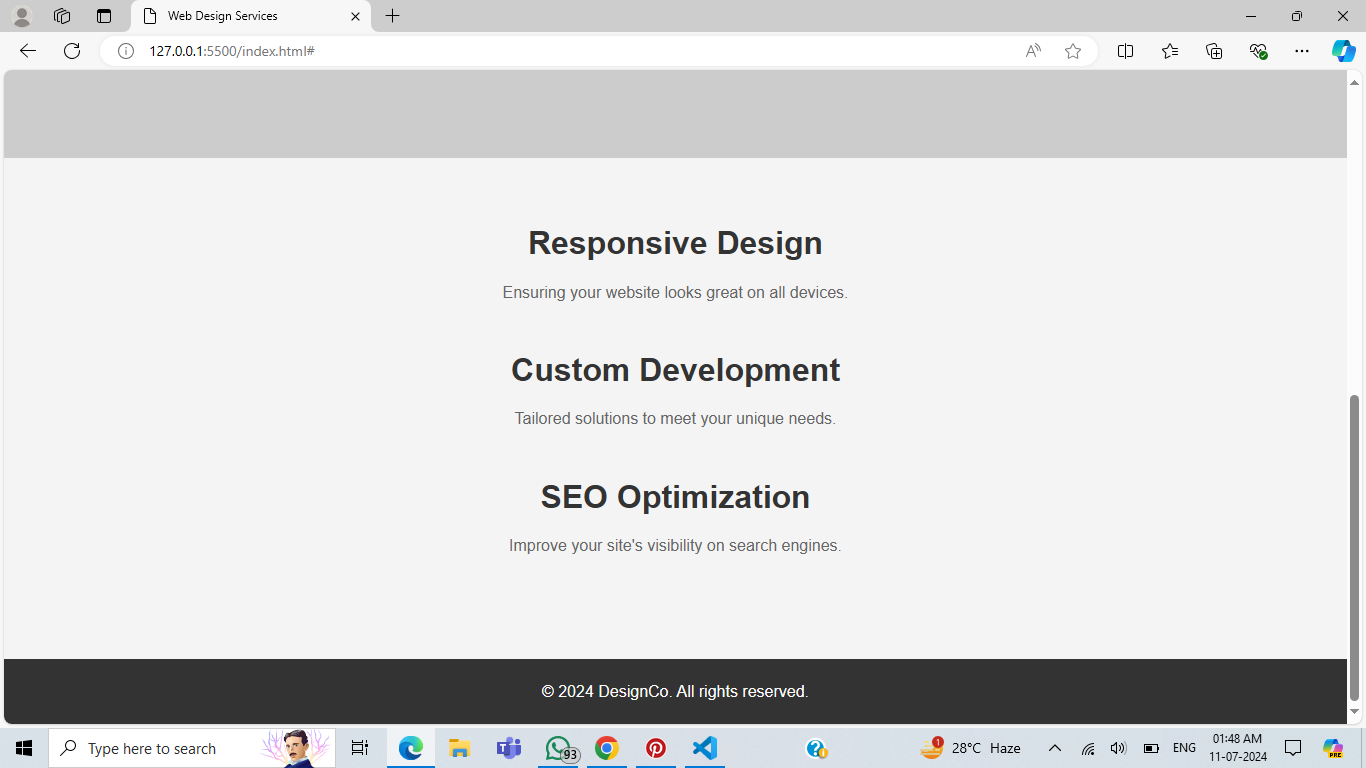 Web Design Services
127.0.0.1:5500/index.html#
Responsive Design
Ensuring your website looks great on all devices.
Custom Development
Tailored solutions to meet your unique needs.
SEO Optimization
Improve your site's visibility on search engines.
© 2024 DesignCo. All rights reserved.
Type here to search
93
1
28°C Haze
ENG
01:48 AM
11-07-2024
PRE